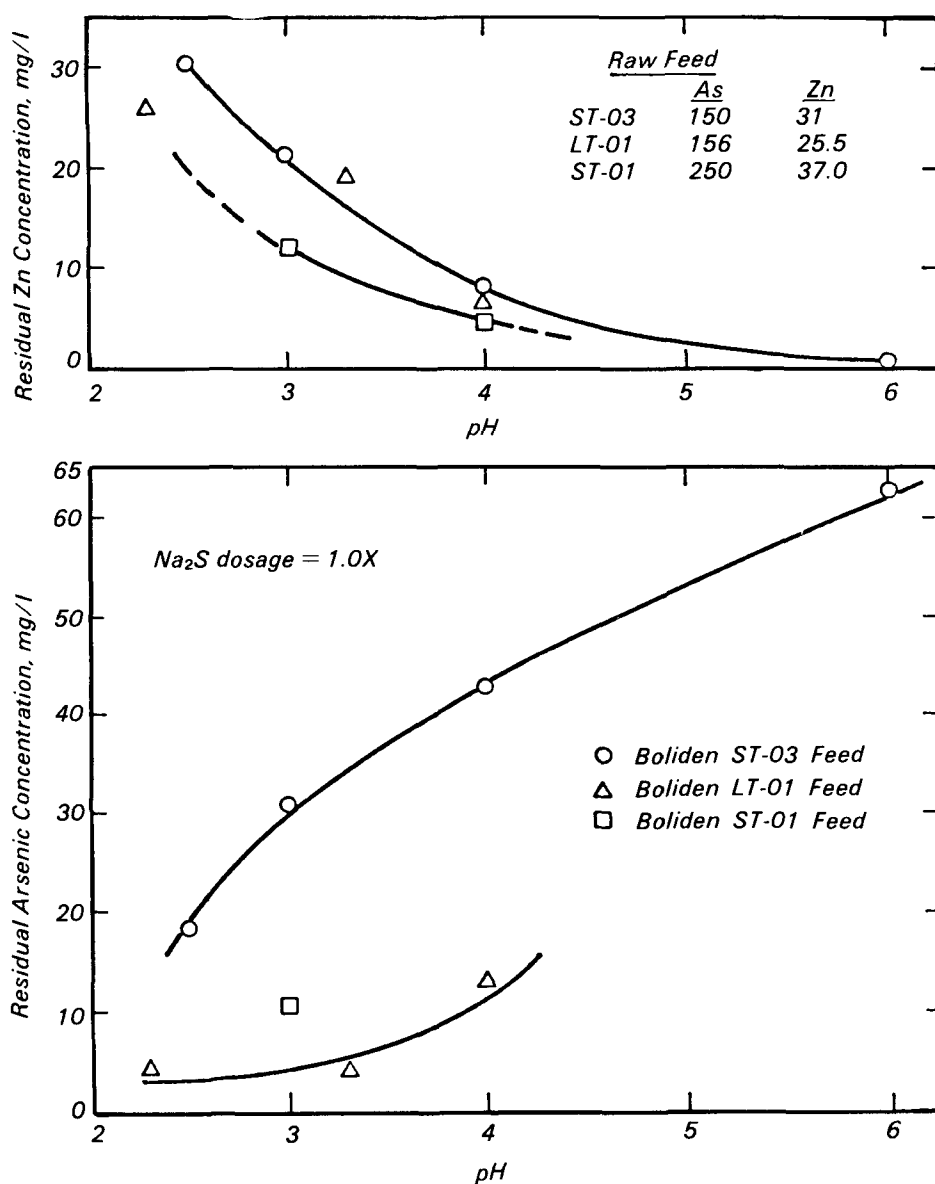 Residual Zn Concentration, mg/l
30
20
10
0
Raw Feed
As Zn
ST-03 150 31
LT-01 156 25.5
ST-01 250 37.0
2 3 4 5 6
pH
Residual Arsenic Concentration, mg/l
65
60
50
40
30
20
10
0
Na₂S dosage = 1.0X
Boliden ST-03 Feed
Boliden LT-01 Feed
Boliden ST-01 Feed
2 3 4 5 6
pH